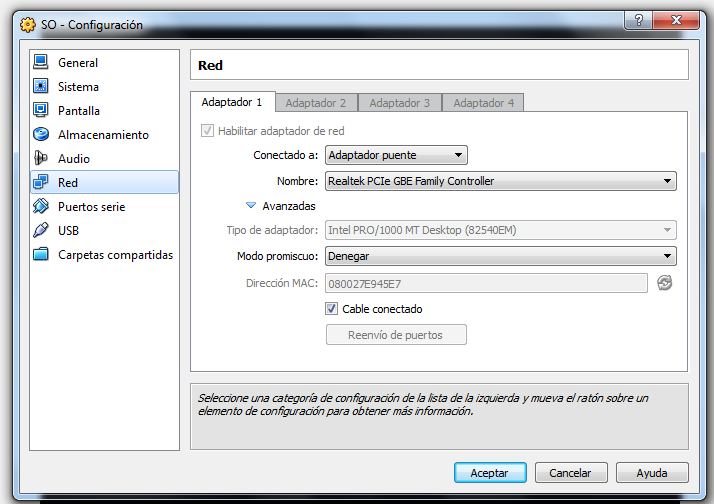 SO - Configuración
?
General
Sistema
Pantalla
Almacenamiento
Audio
Red
Puertos serie
USB
Carpetas compartidas
Red
Adaptador 1 Adaptador 2 Adaptador 3 Adaptador 4
Habilitar adaptador de red
Conectado a: Adaptador puente
Nombre: Realtek PCIe GBE Family Controller
Avanzadas
Tipo de adaptador: Intel PRO/1000 MT Desktop (82540EM)
Modo promiscuo: Denegar
Dirección MAC: 080027E945E7
Cable conectado
Reenvío de puertos
Seleccione una categoría de configuración de la lista de la izquierda y mueva el ratón sobre un
elemento de configuración para obtener más información.
Aceptar Cancelar Ayuda